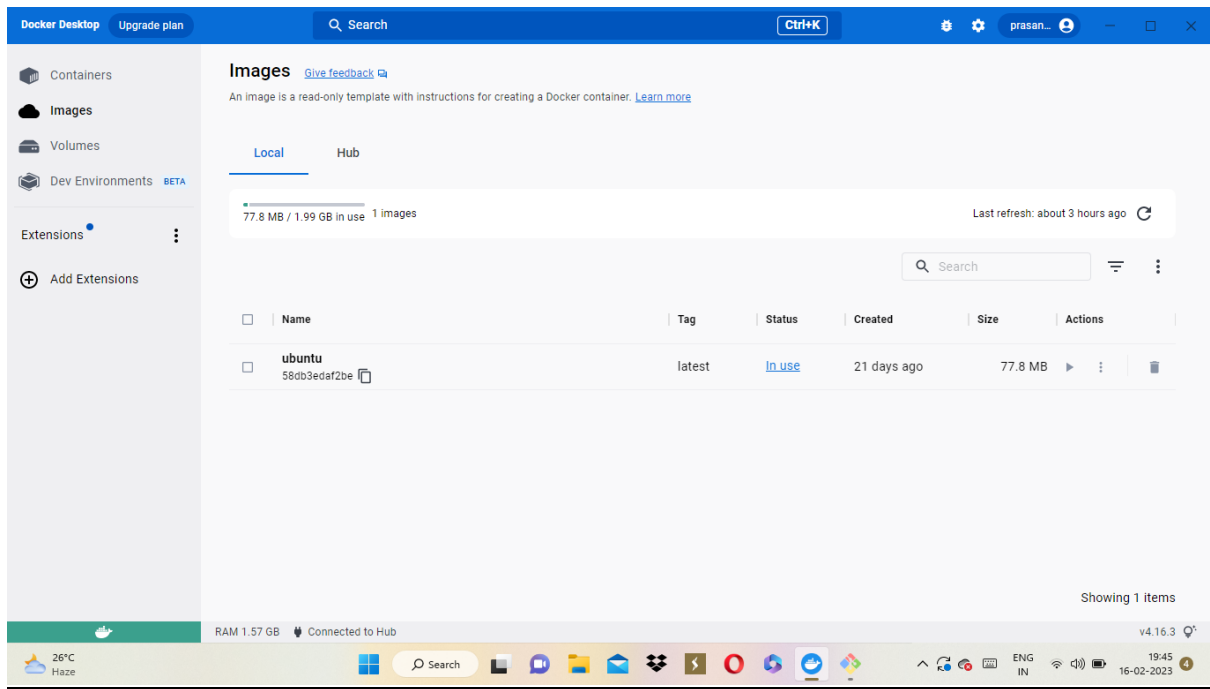 Docker Desktop Upgrade plan Search Ctrl+K prasan...
Containers
Images
Volumes
Dev Environments BETA
Extensions
Add Extensions
Images Give feedback
An image is a read-only template with instructions for creating a Docker container. Learn more
Local Hub
77.8 MB / 1.99 GB in use 1 images Last refresh: about 3 hours ago
Search
Name Tag Status Created Size Actions
ubuntu
58db3edaf2be
latest In use 21 days ago 77.8 MB
Showing 1 items
RAM 1.57 GB Connected to Hub v4.16.3
26°C
Haze
Search
ENG
IN
19:45
16-02-2023
4